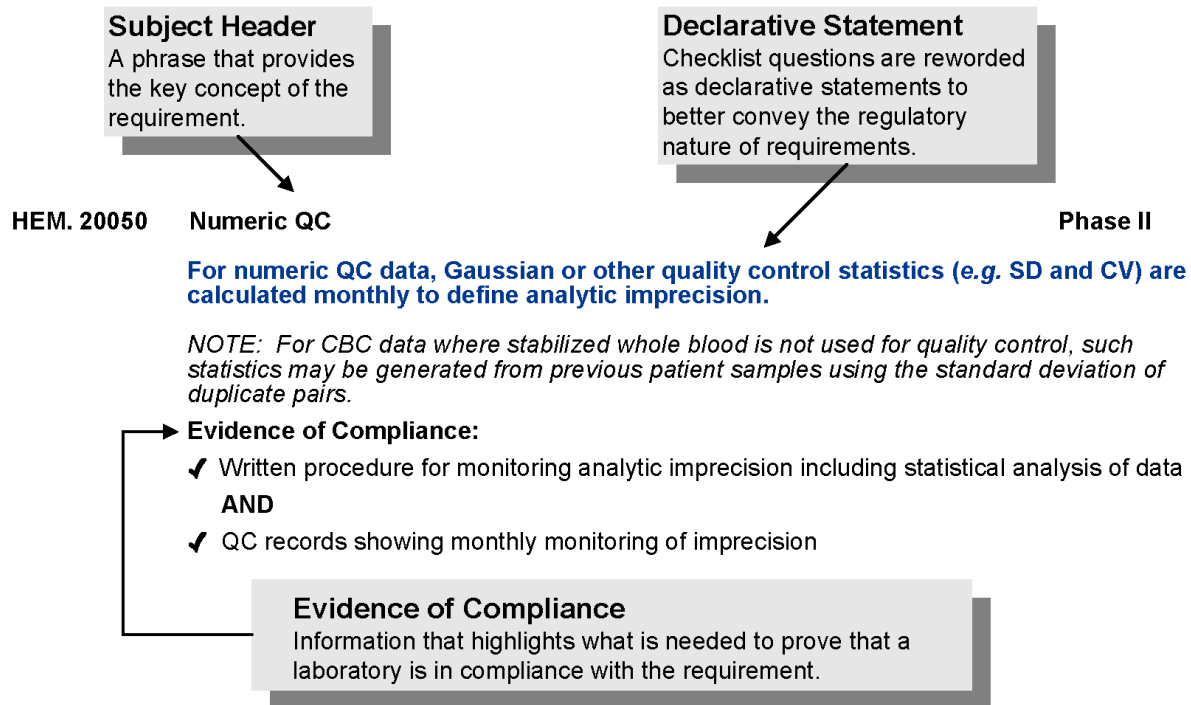 Subject Header
A phrase that provides
the key concept of the
requirement.
Declarative Statement
Checklist questions are reworded
as declarative statements to
better convey the regulatory
nature of requirements.
HEM. 20050 Numeric QC Phase II
For numeric QC data, Gaussian or other quality control statistics (e.g. SD and CV) are
calculated monthly to define analytic imprecision.
NOTE: For CBC data where stabilized whole blood is not used for quality control, such
statistics may be generated from previous patient samples using the standard deviation of
duplicate pairs.
Evidence of Compliance:
✔ Written procedure for monitoring analytic imprecision including statistical analysis of data
AND
✔ QC records showing monthly monitoring of imprecision
Evidence of Compliance
Information that highlights what is needed to prove that a
laboratory is in compliance with the requirement.